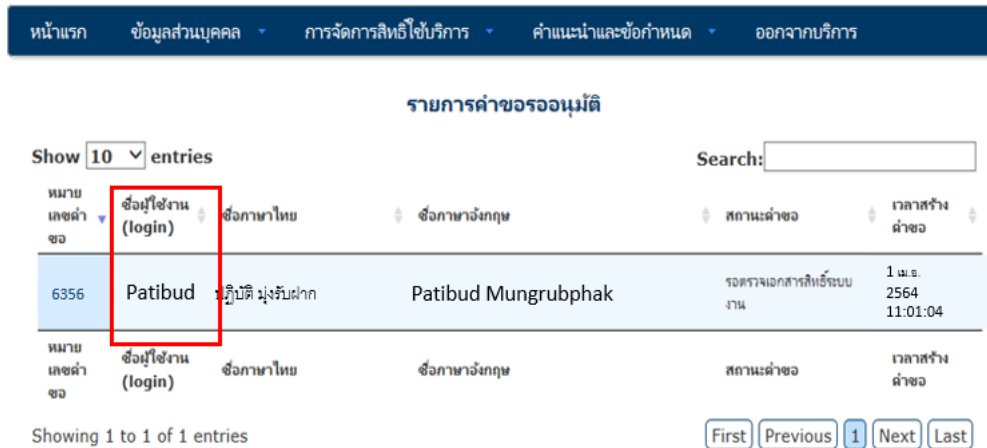 หน้าแรก ข้อมูลส่วนบุคคล การจัดการสิทธิ์ใช้บริการ คำแนะนำและข้อกำหนด ออกจากบริการ
รายการคำขอรออนุมัติ
Show 10 entries Search:
หมายเลขคำขอ ชื่อผู้ใช้งาน (login) ชื่อภาษาไทย ชื่อภาษาอังกฤษ สถานะคำขอ เวลาสร้างคำขอ
6356 Patibud ปฏิบัติ มุ่งรับฝาก Patibud Mungrubphak รอตรวจเอกสารสิทธิ์ระบบงาน 1 เม.ย. 2564 11:01:04
หมายเลขคำขอ ชื่อผู้ใช้งาน (login) ชื่อภาษาไทย ชื่อภาษาอังกฤษ สถานะคำขอ เวลาสร้างคำขอ
Showing 1 to 1 of 1 entries First Previous 1 Next Last